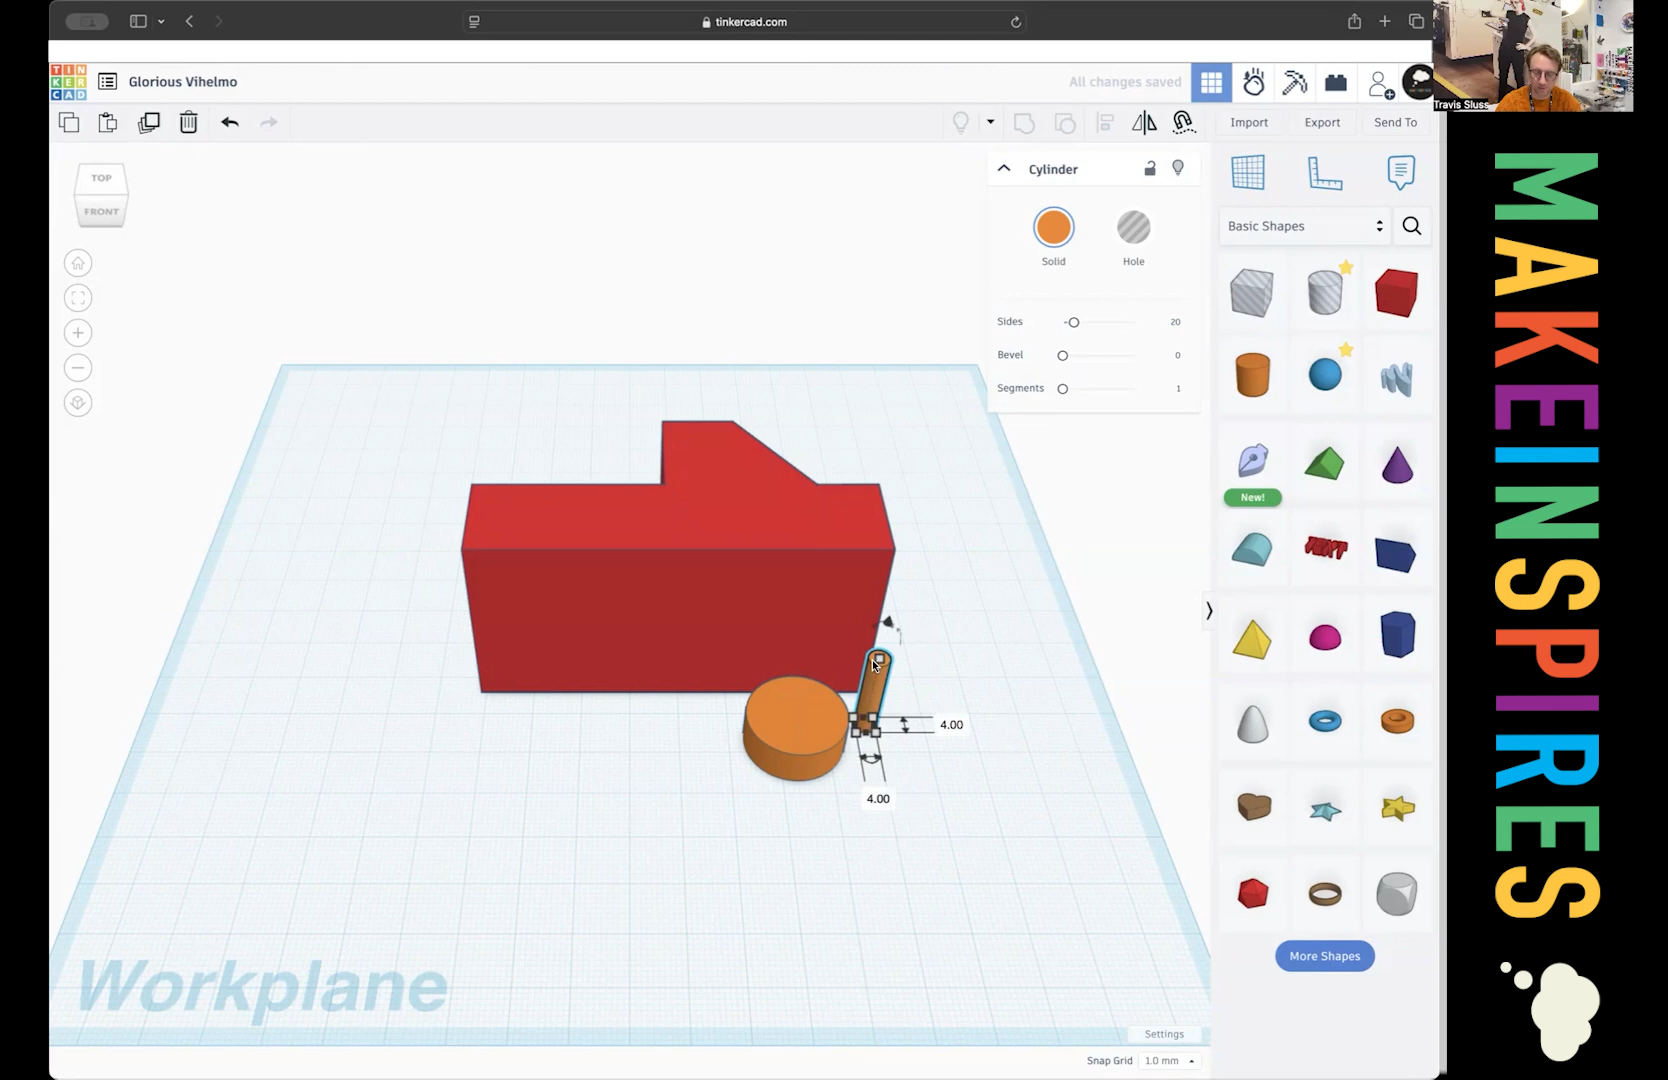 tinkercad.com
TIN
KER
CAD
Glorious Vihelmo
All changes saved
Travis Sluss
Import
Export
Send To
TOP
FRONT
Cylinder
Solid
Hole
Sides
20
Bevel
0
Segments
1
Basic Shapes
New!
TEXT
4.00
4.00
More Shapes
Workplane
Settings
Snap Grid
1.0 mm
MAKEINSPIRES